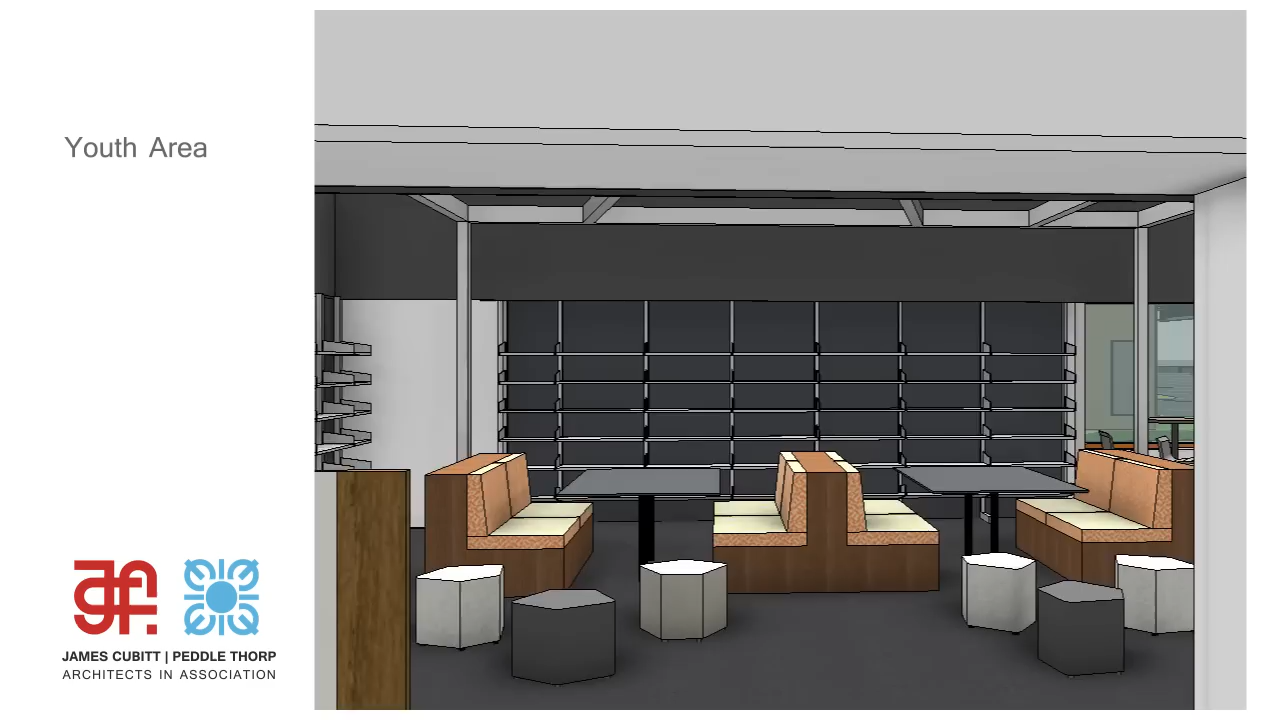 Youth Area
JAMES CUBITT | PEDDLE THORP
ARCHITECTS IN ASSOCIATION